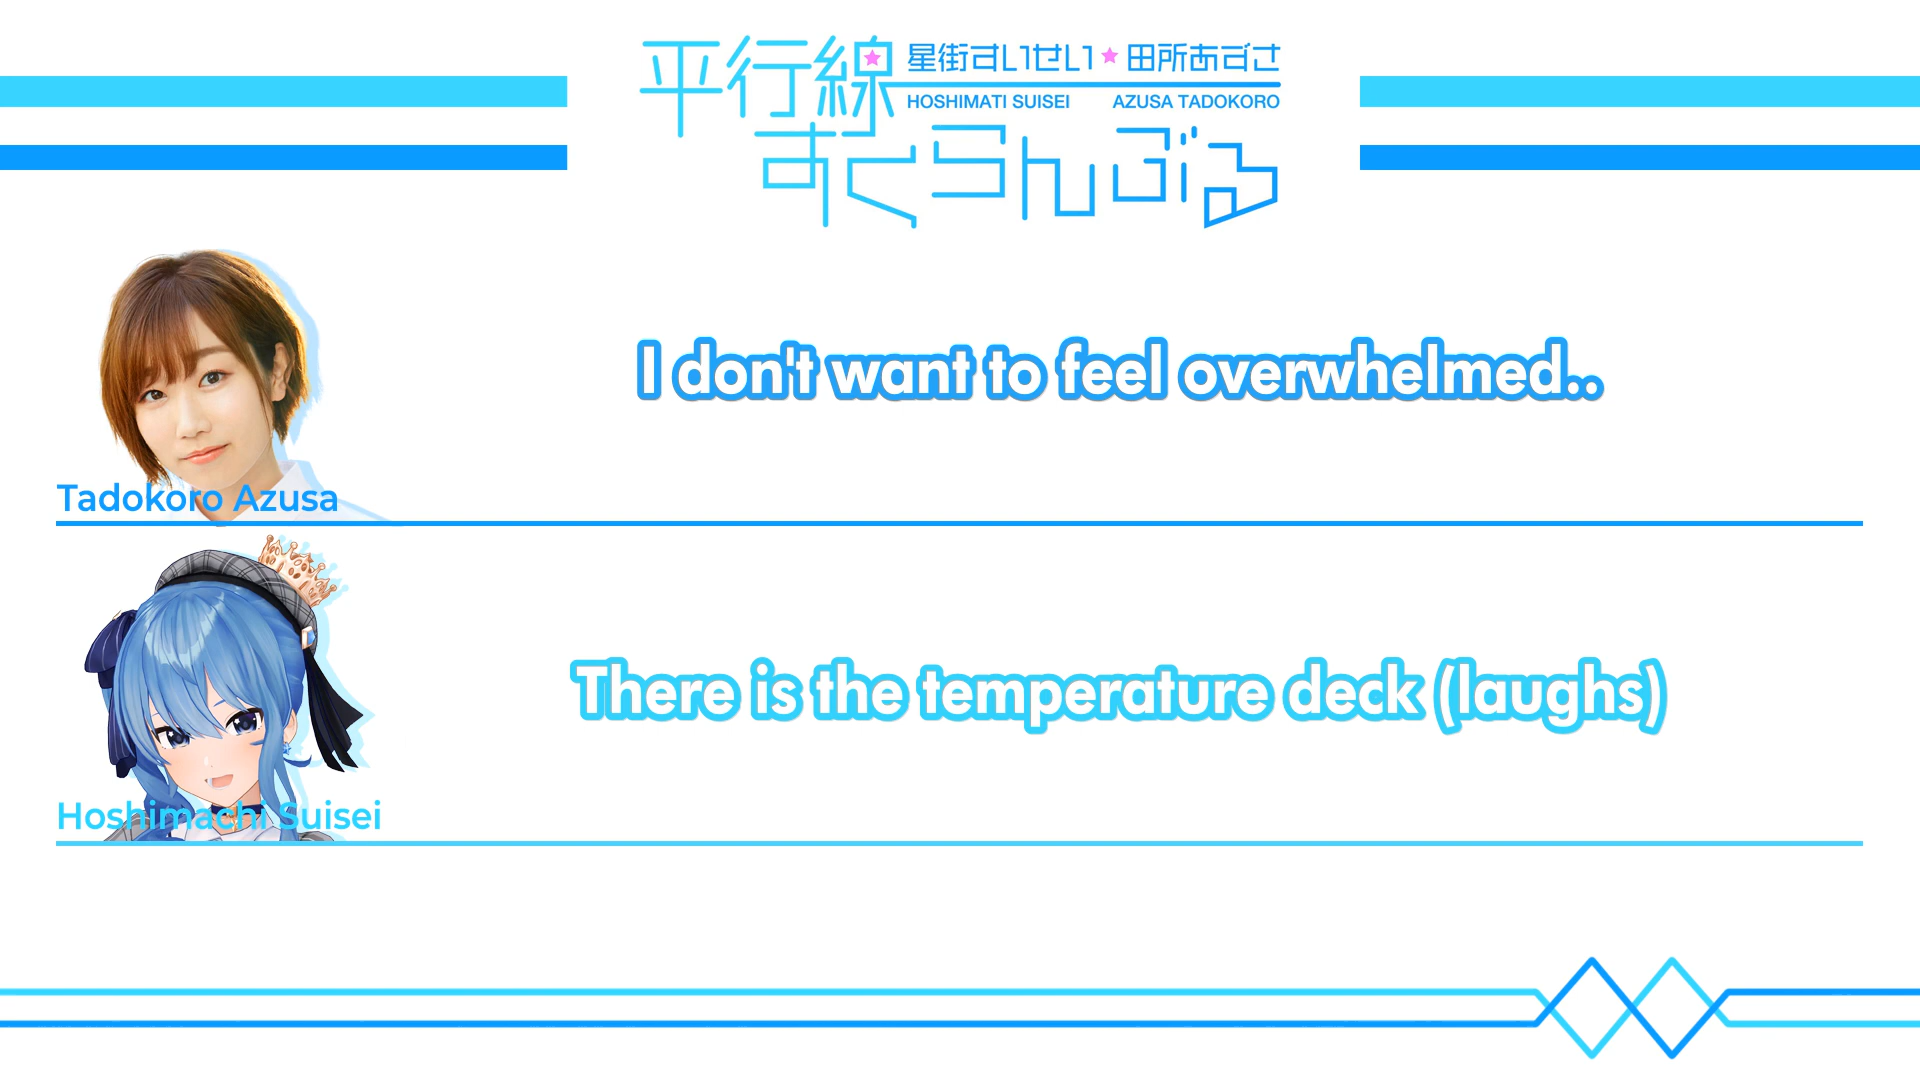 平行線
星街すいせい★田所あずさ
HOSHIMATI SUISEI AZUSA TADOKORO
すくらんぶる
I don't want to feel overwhelmed..
Tadokoro Azusa
There is the temperature deck (laughs)
Hoshimachi Suisei